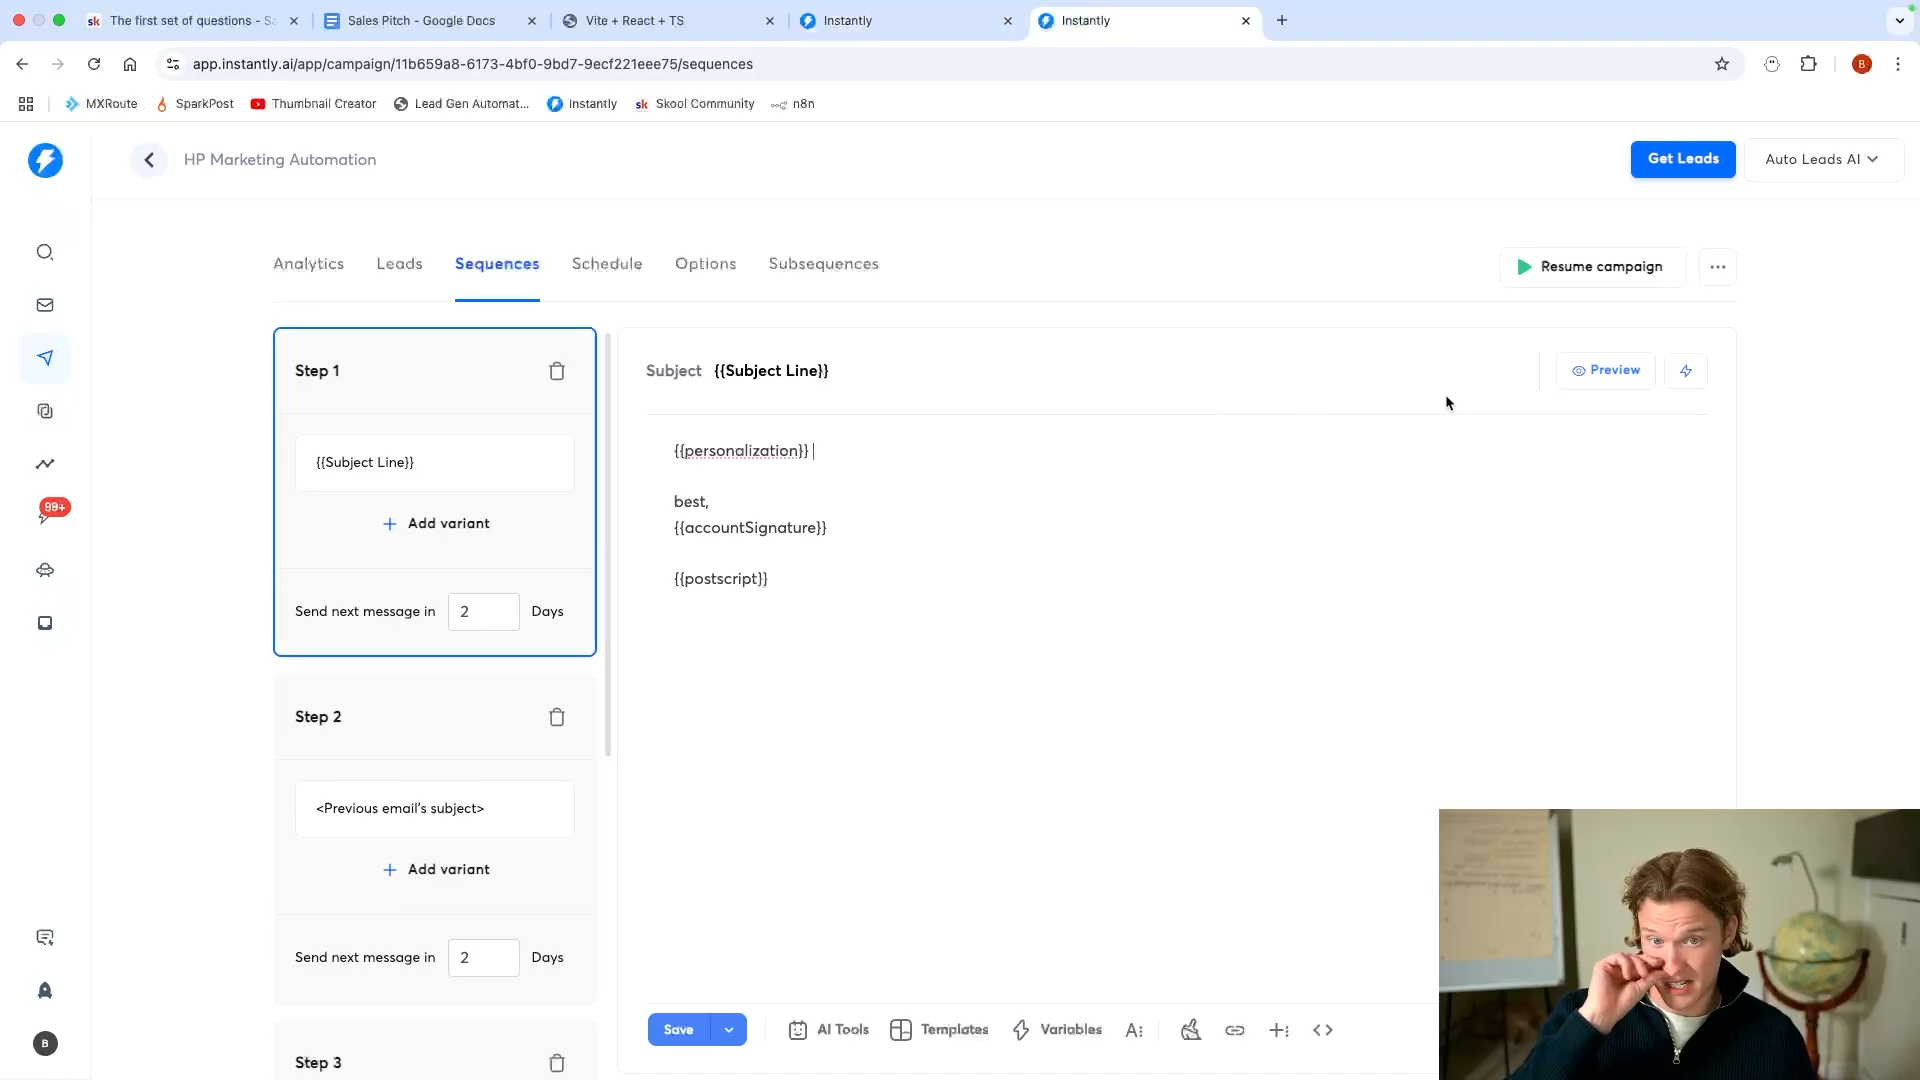 sk The first set of questions - Sa
Sales Pitch - Google Docs
Vite + React + TS
Instantly
Instantly
app.instantly.ai/app/campaign/11b659a8-6173-4bf0-9bd7-9ecf221eee75/sequences
B
MXRoute
SparkPost
Thumbnail Creator
Lead Gen Automat...
Instantly
sk Skool Community
n8n
HP Marketing Automation
Get Leads
Auto Leads AI
Analytics
Leads
Sequences
Schedule
Options
Subsequences
Resume campaign
Step 1
Subject {{Subject Line}}
Preview
{{Subject Line}}
{{personalization}}
best,
{{accountSignature}}
{{postscript}}
99+
+ Add variant
Send next message in 2 Days
Step 2
<Previous email's subject>
+ Add variant
Send next message in 2 Days
Step 3
B
Save
AI Tools
Templates
Variables
A: